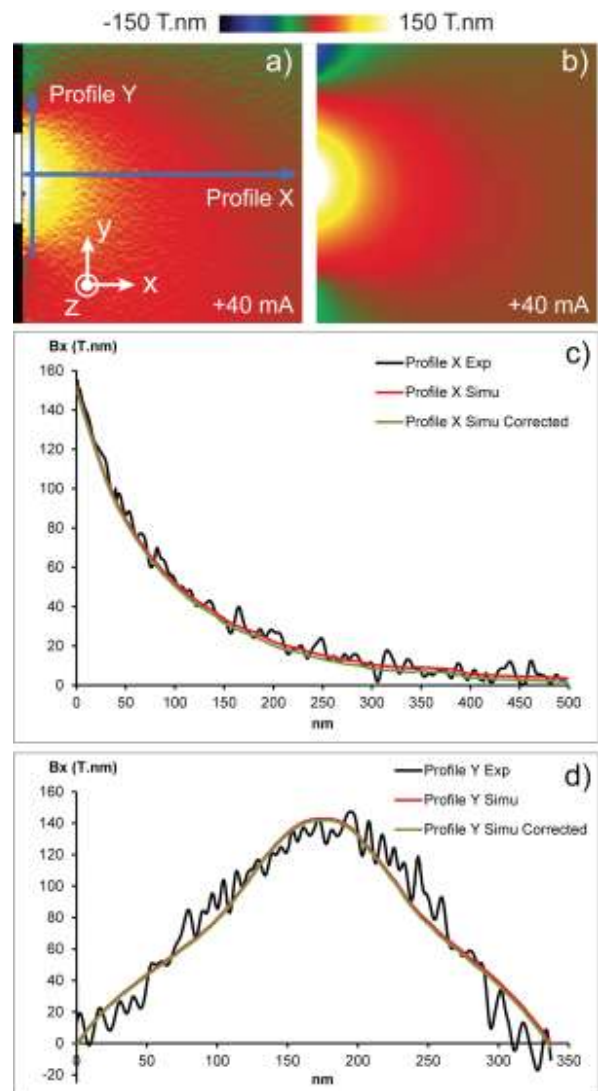 -150 T.nm 150 T.nm
a)
Profile Y
Profile X
y
z x
+40 mA
b)
+40 mA
Bx (T.nm)
c)
160
140
120
100
80
60
40
20
0
Profile X Exp
Profile X Simu
Profile X Simu Corrected
0 50 100 150 200 250 300 350 400 450 500
nm
Bx (T.nm)
d)
160
140
120
100
80
60
40
20
0
-20
Profile Y Exp
Profile Y Simu
Profile Y Simu Corrected
0 50 100 150 200 250 300 350
nm